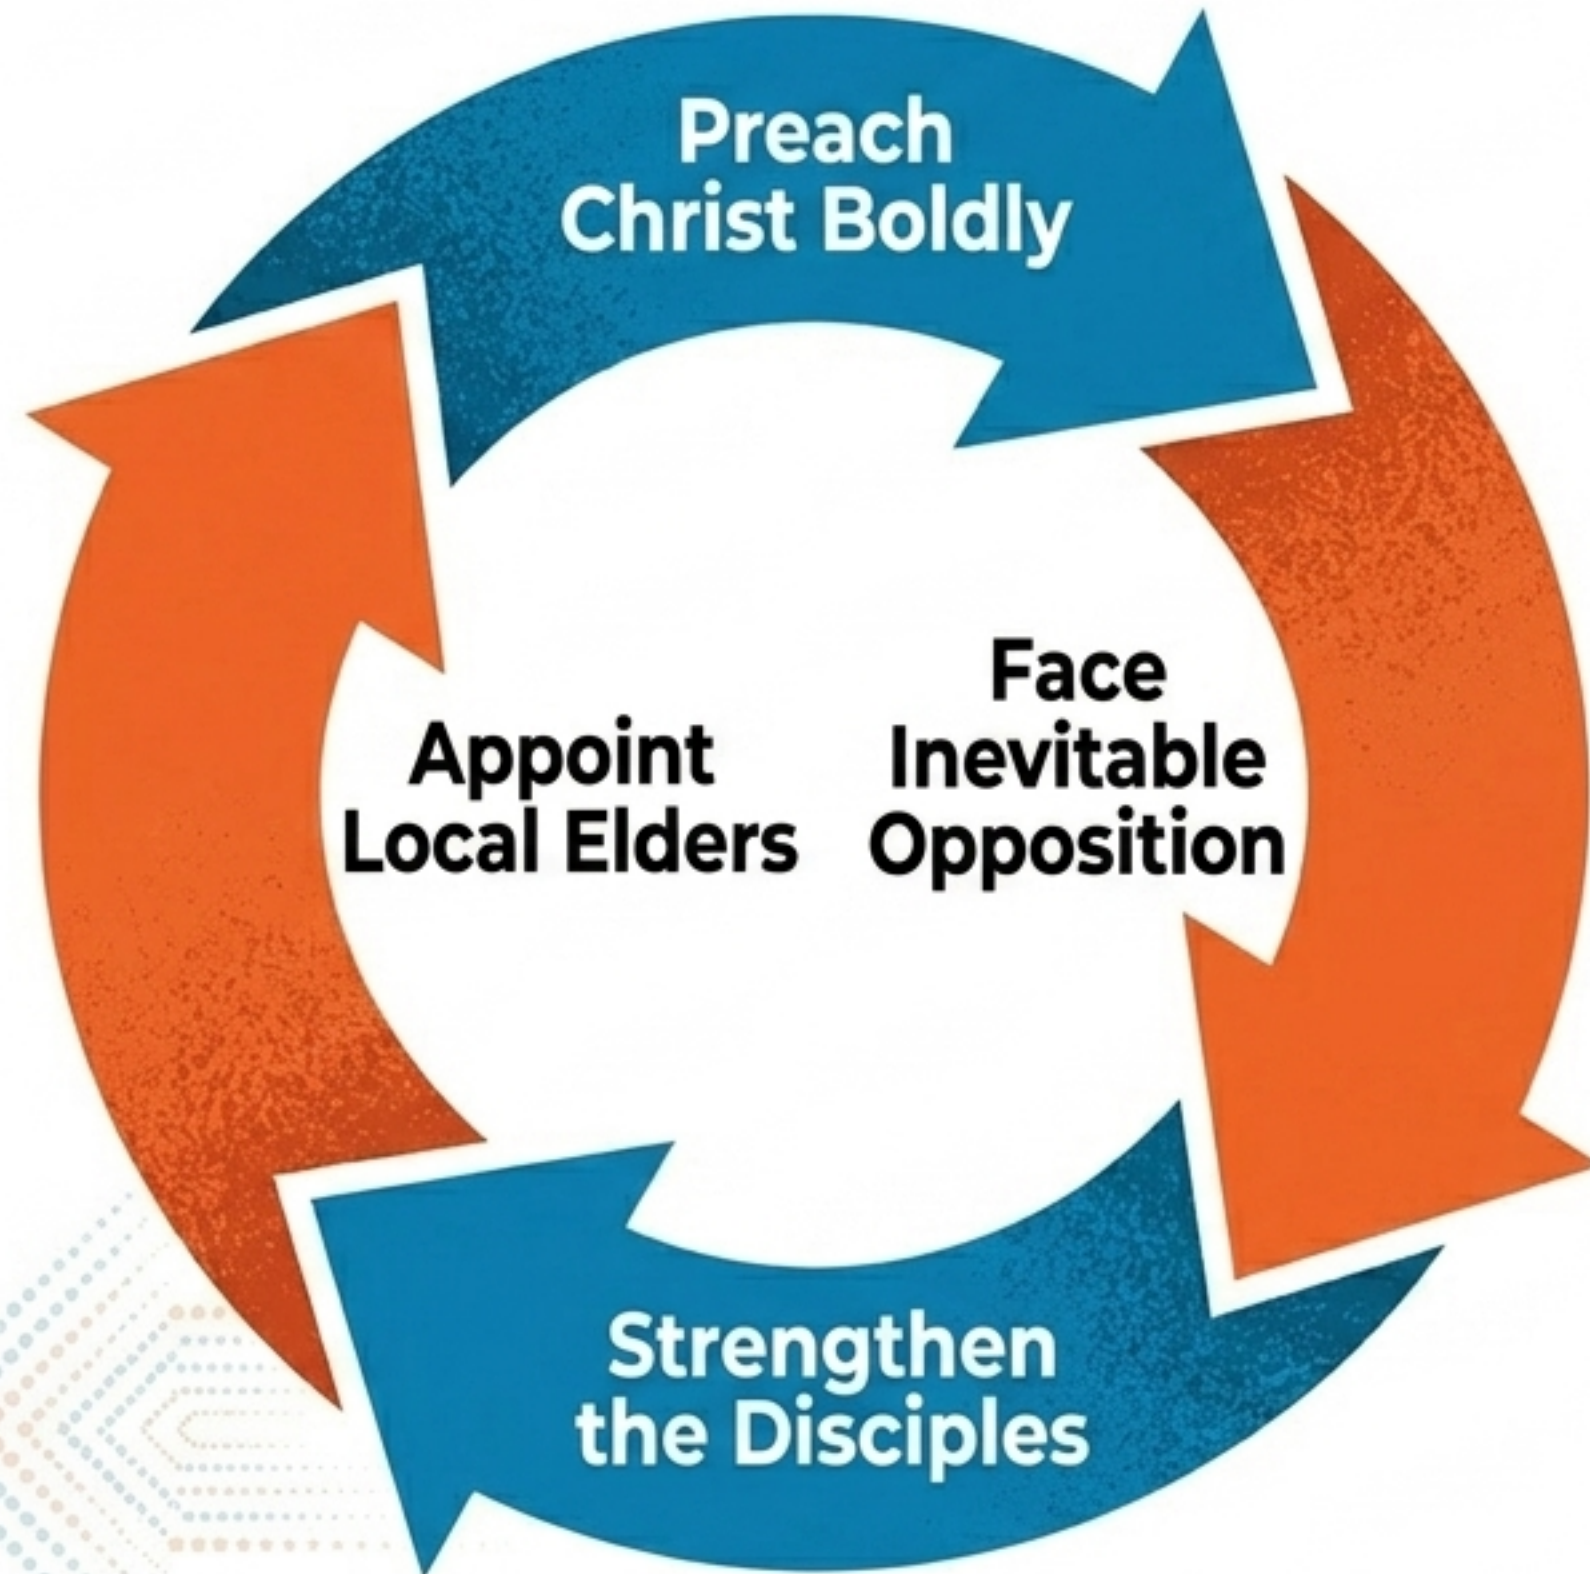 Preach
Christ Boldly
Face
Inevitable
Opposition
Strengthen
the Disciples
Appoint
Local Elders